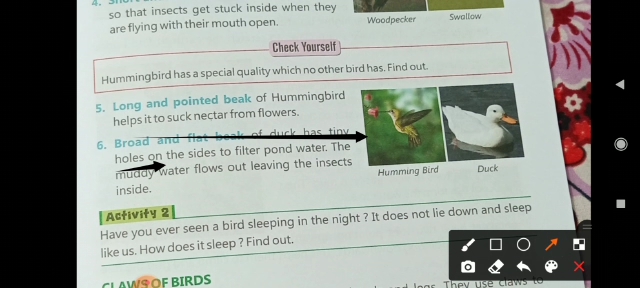 so that insects get stuck inside when they
are flying with their mouth open.
Woodpecker
Swallow
Check Yourself
Hummingbird has a special quality which no other bird has. Find out.
5. Long and pointed beak of Hummingbird
helps it to suck nectar from flowers.
6. Broad and flat beak of duck has tiny
holes on the sides to filter pond water. The
muddy water flows out leaving the insects
inside.
Humming Bird
Duck
Activity 2
Have you ever seen a bird sleeping in the night ? It does not lie down and sleep
like us. How does it sleep ? Find out.
CLAWS OF BIRDS
and legs. They use claws to